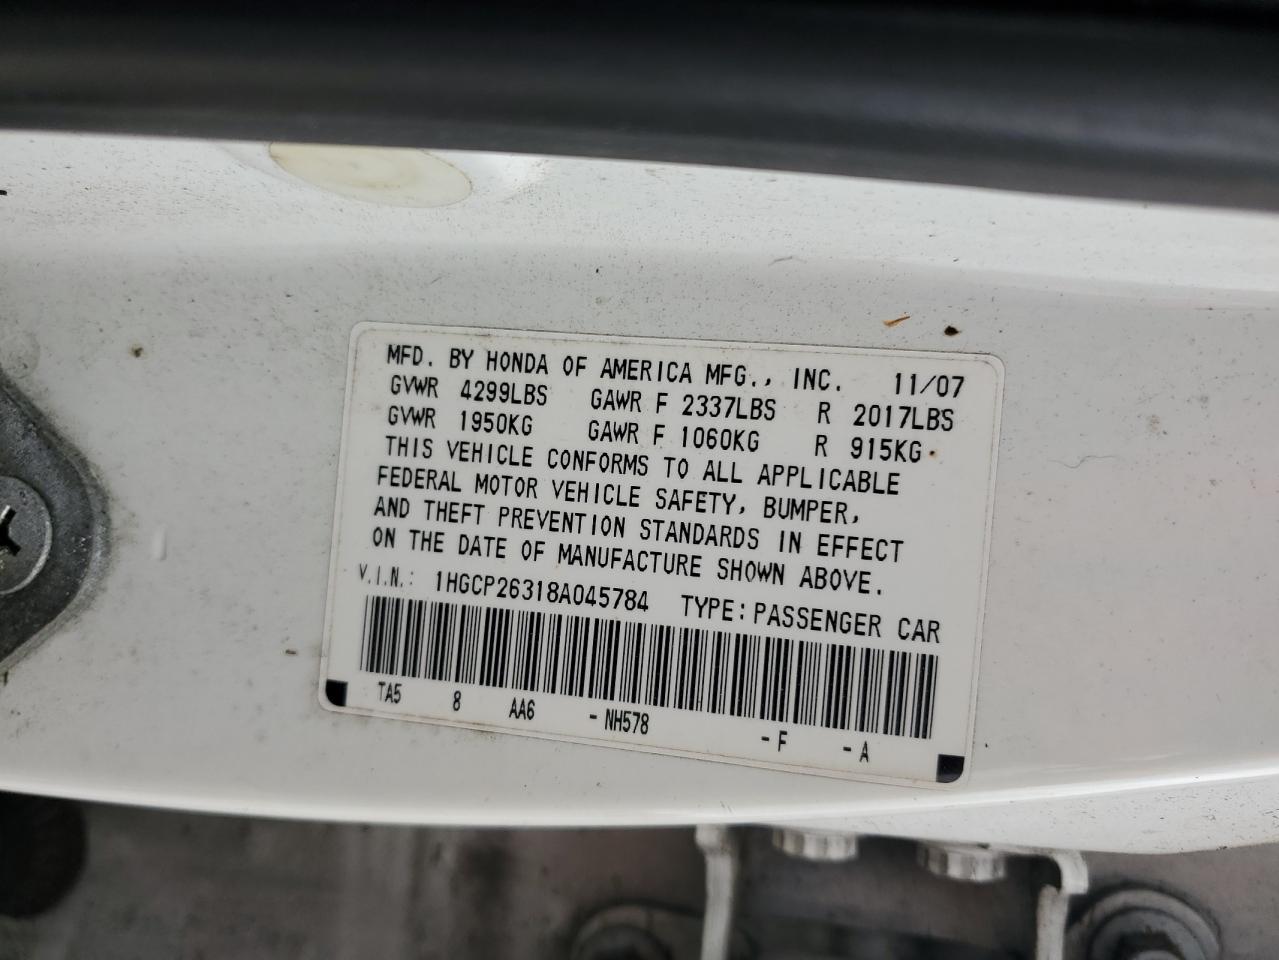 MFD. BY HONDA OF AMERICA MFG., INC. 11/07
GVWR 4299LBS GAWR F 2337LBS R 2017LBS
GVWR 1950KG GAWR F 1060KG R 915KG
THIS VEHICLE CONFORMS TO ALL APPLICABLE
FEDERAL MOTOR VEHICLE SAFETY, BUMPER,
AND THEFT PREVENTION STANDARDS IN EFFECT
ON THE DATE OF MANUFACTURE SHOWN ABOVE.
V.I.N.: 1HGCP26318A045784 TYPE: PASSENGER CAR
TA5 8 AA6 - NH578 - F - A